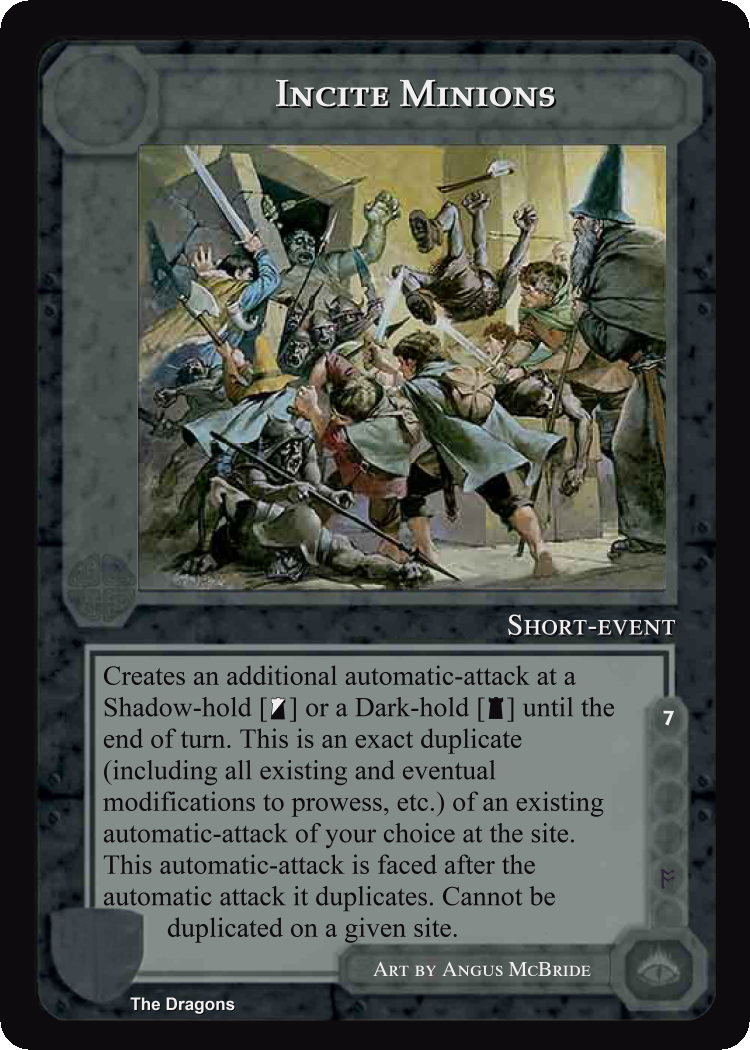 Incite Minions
Short-event
Creates an additional automatic-attack at a
Shadow-hold [] or a Dark-hold [] until the
end of turn. This is an exact duplicate
(including all existing and eventual
modifications to prowess, etc.) of an existing
automatic-attack of your choice at the site.
This automatic-attack is faced after the
automatic attack it duplicates. Cannot be
duplicated on a given site.
7
Art by Angus McBride
The Dragons